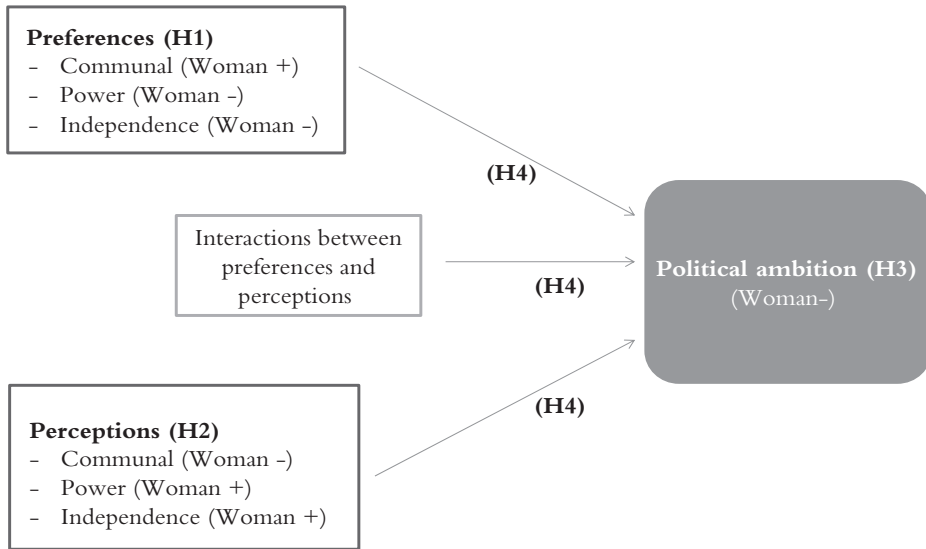 Preferences (H1)
- Communal (Woman +)
- Power (Woman -)
- Independence (Woman -)
(H4)
Interactions between
preferences and
perceptions
(H4)
Political ambition (H3)
(Woman-)
(H4)
Perceptions (H2)
- Communal (Woman -)
- Power (Woman +)
- Independence (Woman +)